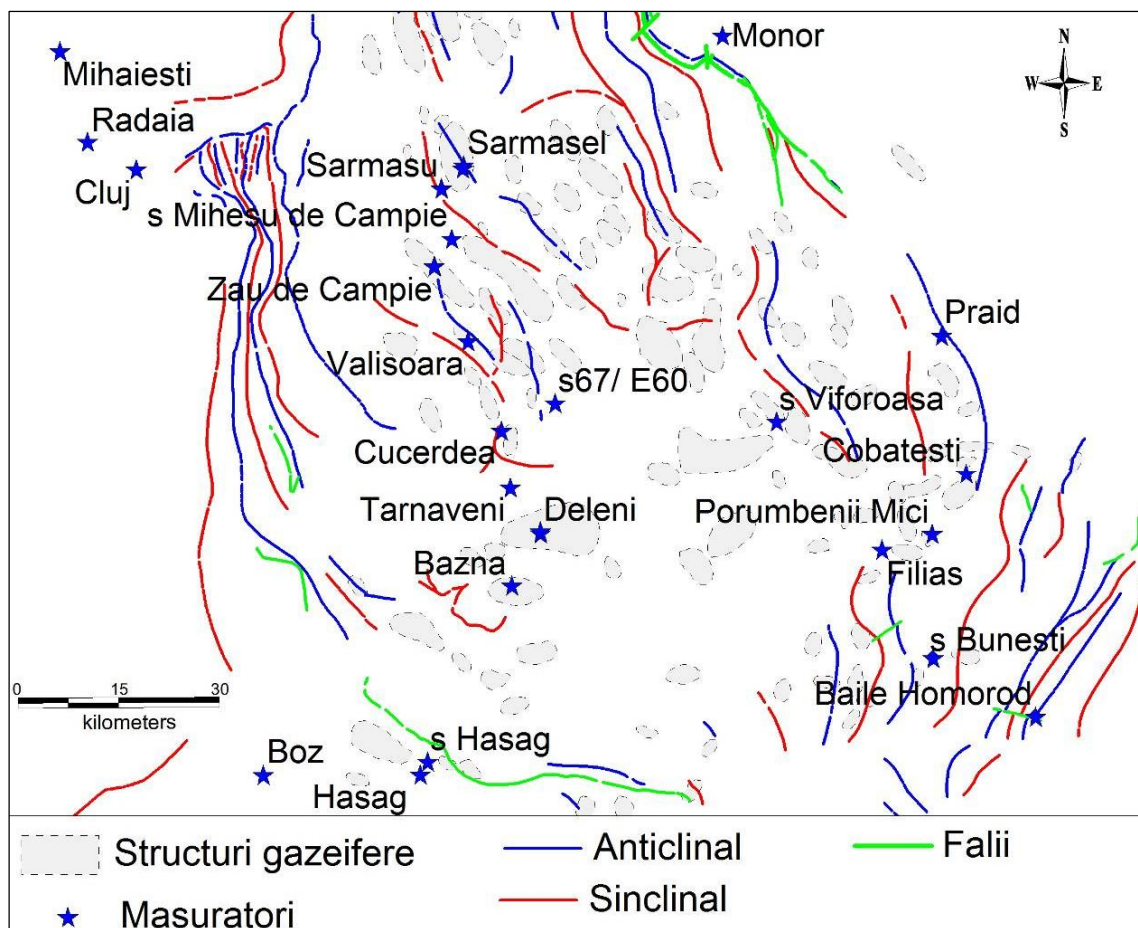 Mihaiesti
Monor
N
W E
S
Radaia
Cluj
Sarmasel
Sarmasu
s Mihesu de Campie
Zau de Campie
Praid
Valisoara
s67/ E60
s Viforoasa
Cucerdea
Cobatesti
Tarnaveni
Deleni
Porumbenii Mici
Bazna
Filias
s Bunesti
0 15 30
kilometers
Baile Homorod
Boz
s Hasag
Hasag
Structuri gazeifere
Anticlinal
Falii
Masuratori
Sinclinal